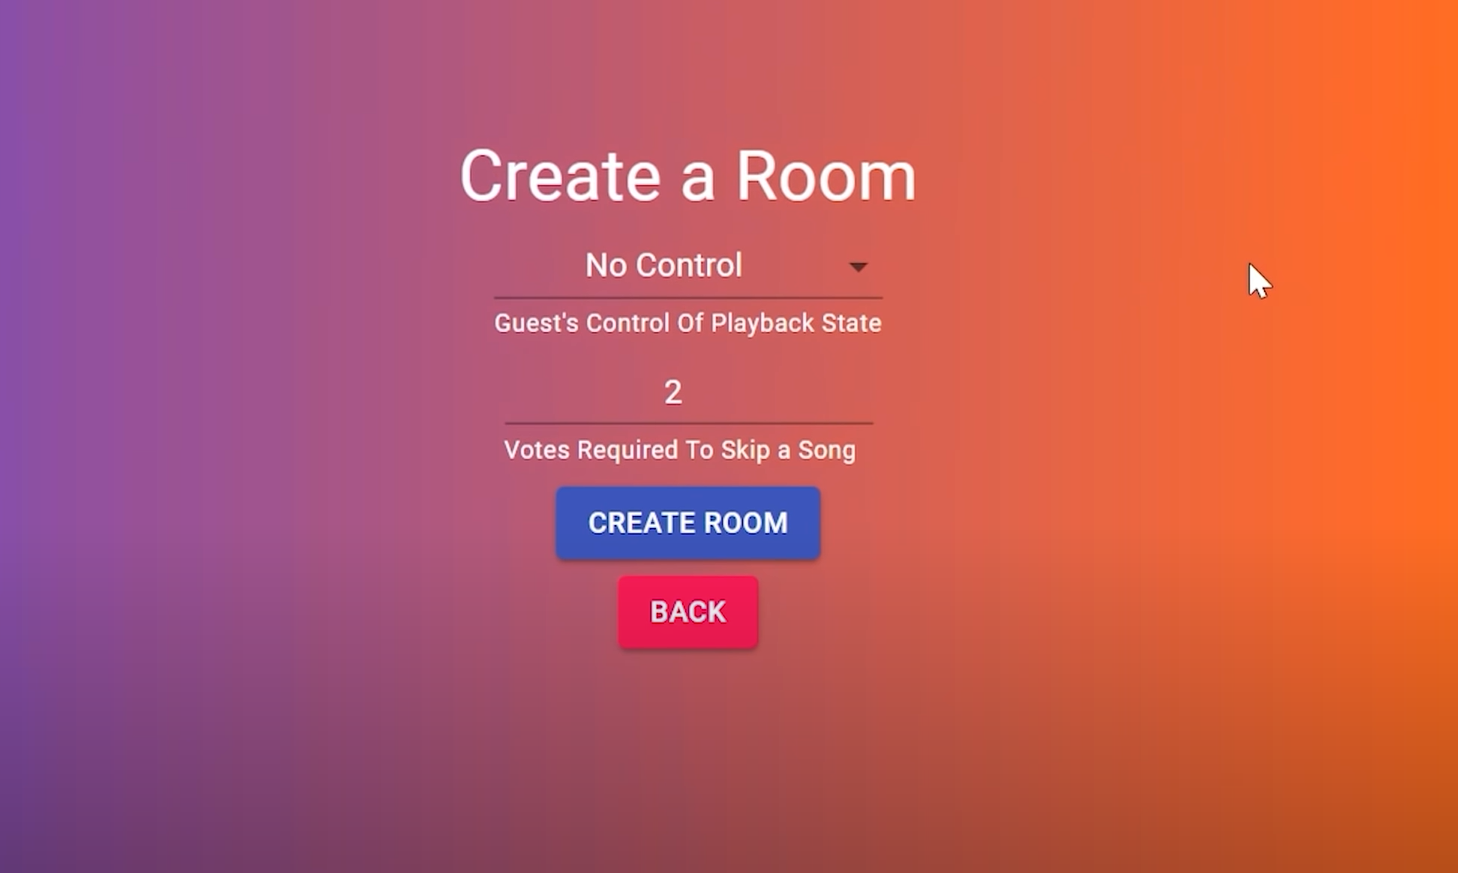 Create a Room
No Control
Guest's Control Of Playback State
2
Votes Required To Skip a Song
CREATE ROOM
BACK